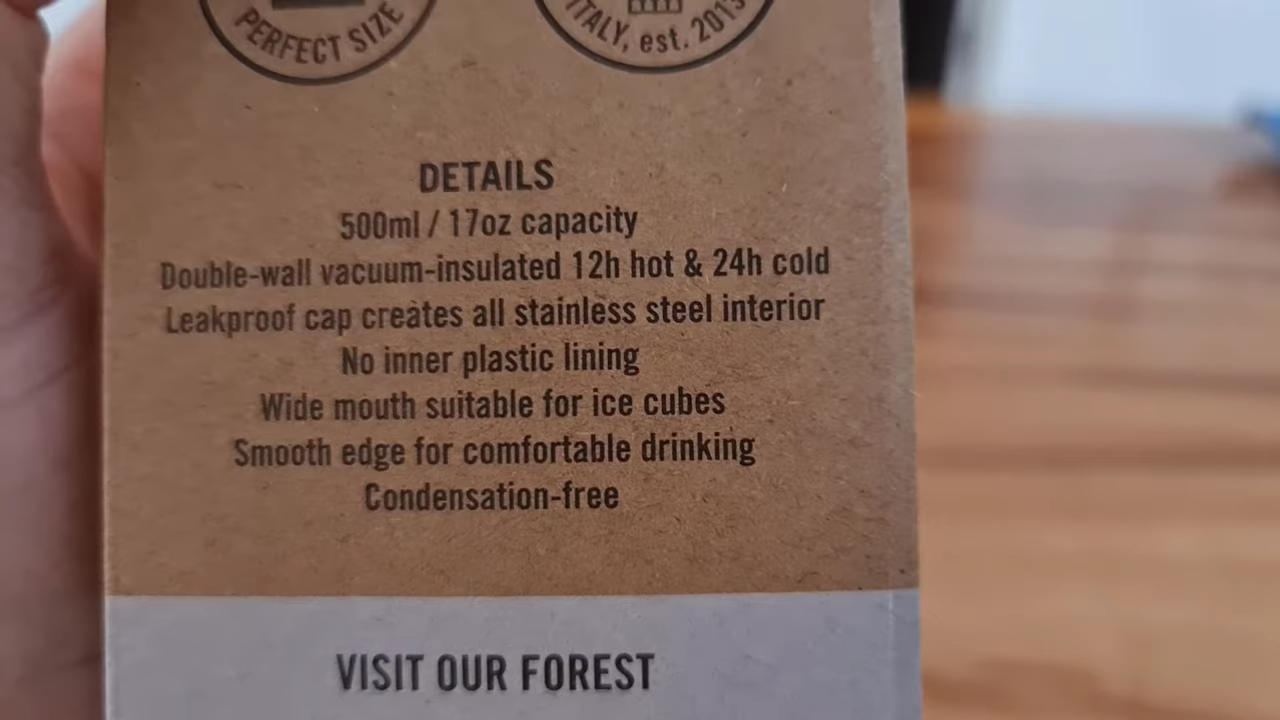 PERFECT SIZE
ITALY, est. 2013
DETAILS
500ml / 17oz capacity
Double-wall vacuum-insulated 12h hot & 24h cold
Leakproof cap creates all stainless steel interior
No inner plastic lining
Wide mouth suitable for ice cubes
Smooth edge for comfortable drinking
Condensation-free
VISIT OUR FOREST